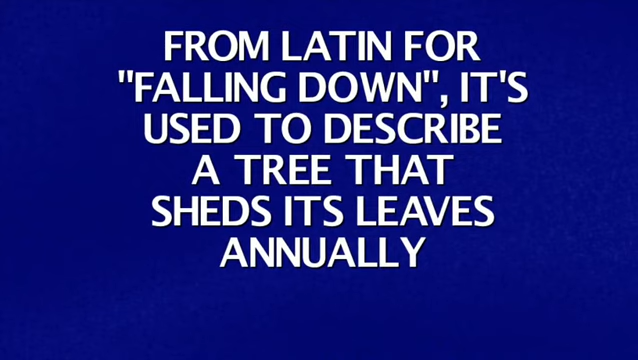 FROM LATIN FOR
"FALLING DOWN", IT'S
USED TO DESCRIBE
A TREE THAT
SHEDS ITS LEAVES
ANNUALLY